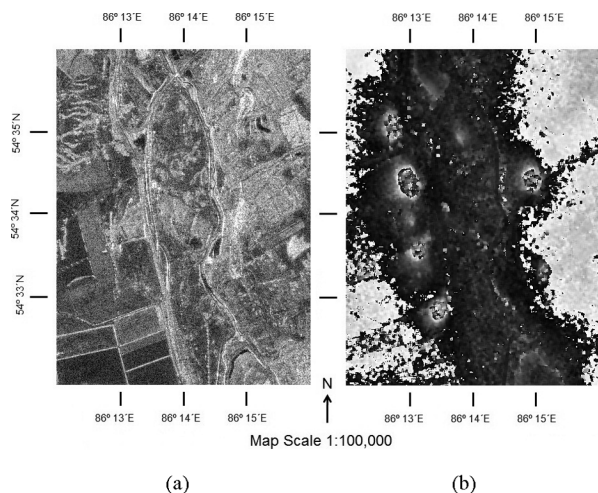 86º 13´E 86º 14´E 86º 15´E 86º 13´E 86º 14´E 86º 15´E
54º 35´N
54º 34´N
54º 33´N
86º 13´E 86º 14´E 86º 15´E N 86º 13´E 86º 14´E 86º 15´E
Map Scale 1:100,000
(a) (b)